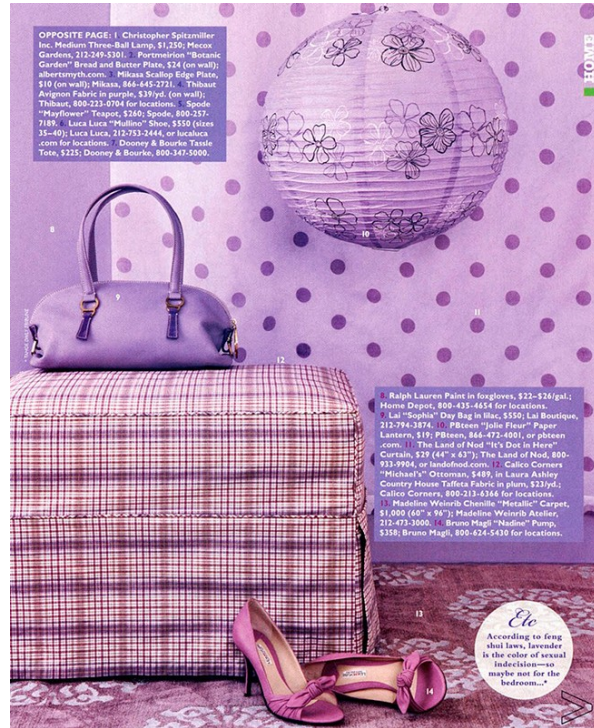 OPPOSITE PAGE: 1. Christopher Spitzmiller
Inc. Medium Three-Ball Lamp, $1,250; Mecox
Gardens, 212-249-5301. 2. Portmeirion "Botanic
Garden" Bread and Butter Plate, $24 (on wall);
albertsmyth.com. 3. Mikasa Scallop Edge Plate,
$10 (on wall); Mikasa, 866-645-2721. 4. Thibaut
Avignon Fabric in purple, $39/yd. (on wall);
Thibaut, 800-223-0704 for locations. 5. Spode
"Mayflower" Teapot, $260; Spode, 800-257-
7189. 6. Luca Luca "Mullino" Shoe, $550 (sizes
35–40); Luca Luca, 212-753-2444, or lucaluca
.com for locations. 7. Dooney & Bourke Tassle
Tote, $225; Dooney & Bourke, 800-347-5000.
HOME
8
9
10
11
12
8. Ralph Lauren Paint in foxgloves, $22–$26/gal.;
Home Depot, 800-435-4654 for locations.
9. Lai "Sophia" Day Bag in lilac, $550; Lai Boutique,
212-794-3874. 10. PBteen "Jolie Fleur" Paper
Lantern, $19; PBteen, 866-472-4001, or pbteen
.com. 11. The Land of Nod "It's Dot in Here"
Curtain, $29 (44" x 63"); The Land of Nod, 800-
933-9904, or landofnod.com. 12. Calico Corners
"Michael's" Ottoman, $489, in Laura Ashley
Country House Taffeta Fabric in plum, $23/yd.;
Calico Corners, 800-213-6366 for locations.
13. Madeline Weinrib Chenille "Metallic" Carpet,
$1,000 (60" x 96"); Madeline Weinrib Atelier,
212-473-3000. 14. Bruno Magli "Nadine" Pump,
$358; Bruno Magli, 800-624-5430 for locations.
13
14
Etc
According to feng
shui laws, lavender
is the color of sexual
indecision—so
maybe not for the
bedroom...*